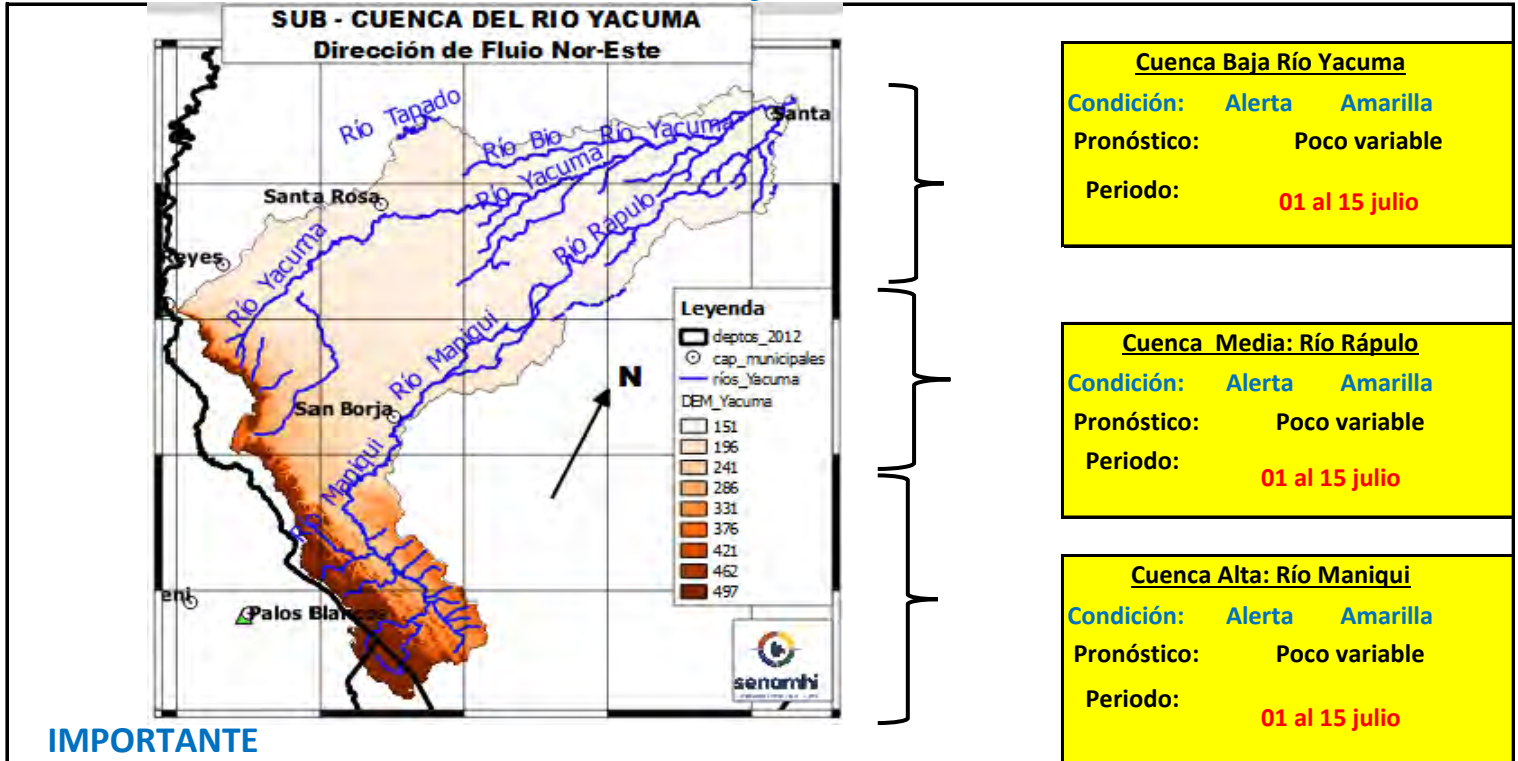 SUB - CUENCA DEL RIO YACUMA
Dirección de Fluio Nor-Este
Río Tapado
Río Bio
Río Yacuma
Santa
Río Yacuma
Santa Rosa
Río Rápulo
Reyes
Río Yacuma
Río Maniqui
San Borja
Río Maniqui
N
Leyenda
deptos_2012
cap_municipales
ríos_Yacuma
DEM_Yacuma
151
196
241
286
331
376
421
462
497
eni
Palos Blancos
senamhi
Cuenca Baja Río Yacuma
Condición: Alerta Amarilla
Pronóstico: Poco variable
Periodo: 01 al 15 julio
Cuenca Media: Río Rápulo
Condición: Alerta Amarilla
Pronóstico: Poco variable
Periodo: 01 al 15 julio
Cuenca Alta: Río Maniqui
Condición: Alerta Amarilla
Pronóstico: Poco variable
Periodo: 01 al 15 julio
IMPORTANTE